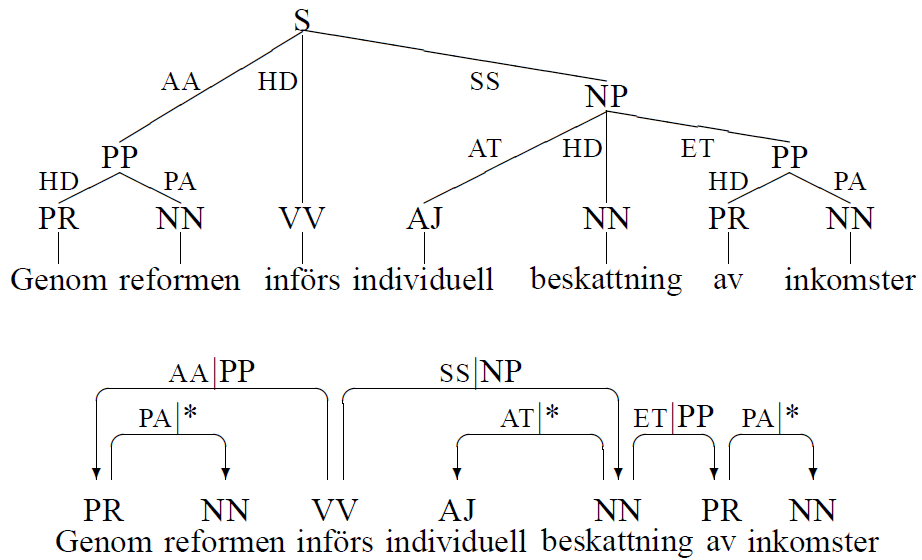 S
AA HD SS
NP
AT HD ET
PP PP
HD PA HD PA
PR NN VV AJ NN PR NN
Genom reformen införs individuell beskattning av inkomster
AA|PP SS|NP
PA|* AT|* ET|PP PA|*
PR NN VV AJ NN PR NN
Genom reformen införs individuell beskattning av inkomster